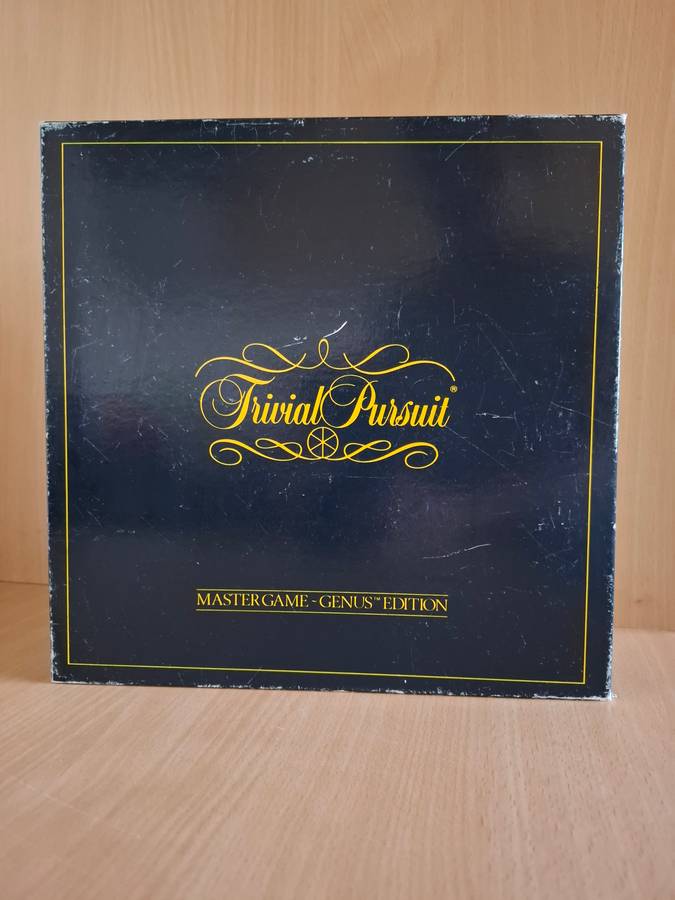 Trivial Pursuit®
MASTER GAME - GENUS™ EDITION